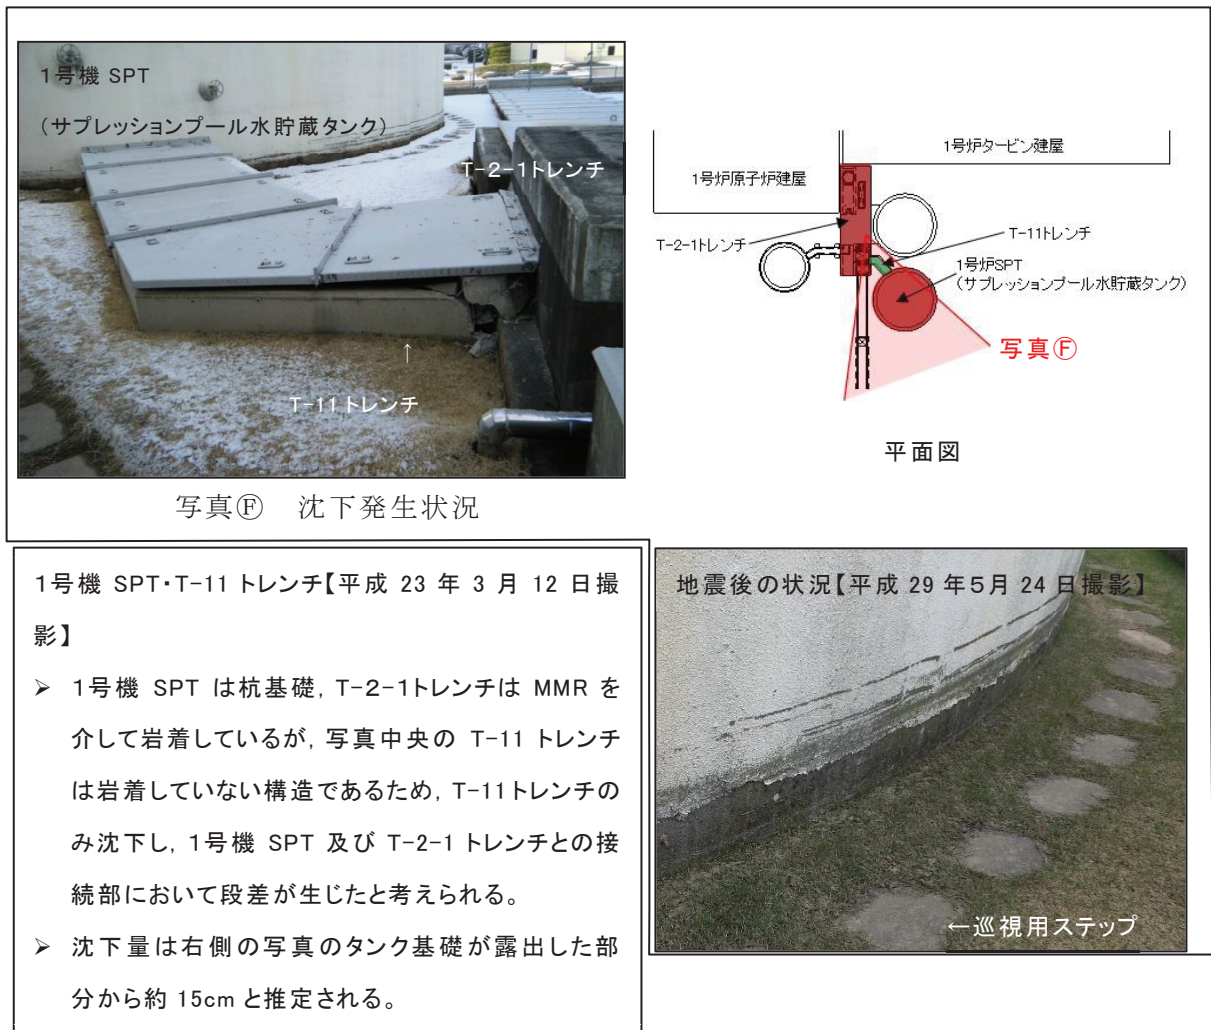 1号機 SPT
(サプレッションプール水貯蔵タンク)
T-2-1トレンチ
↑
T-11トレンチ
写真Ⓕ 沈下発生状況
1号炉タービン建屋
1号炉原子炉建屋
T-2-1トレンチ
T-11トレンチ
1号炉SPT
(サプレッションプール水貯蔵タンク)
写真Ⓕ
平面図
1号機 SPT・T-11 トレンチ【平成 23 年 3 月 12 日撮
影】
➢ 1号機 SPT は杭基礎, T-2-1トレンチは MMR を
介して岩着しているが, 写真中央の T-11 トレンチ
は岩着していない構造であるため, T-11トレンチの
み沈下し, 1号機 SPT 及び T-2-1 トレンチとの接
続部において段差が生じたと考えられる。
➢ 沈下量は右側の写真のタンク基礎が露出した部
分から約 15cm と推定される。
地震後の状況【平成 29 年5月 24 日撮影】
←巡視用ステップ